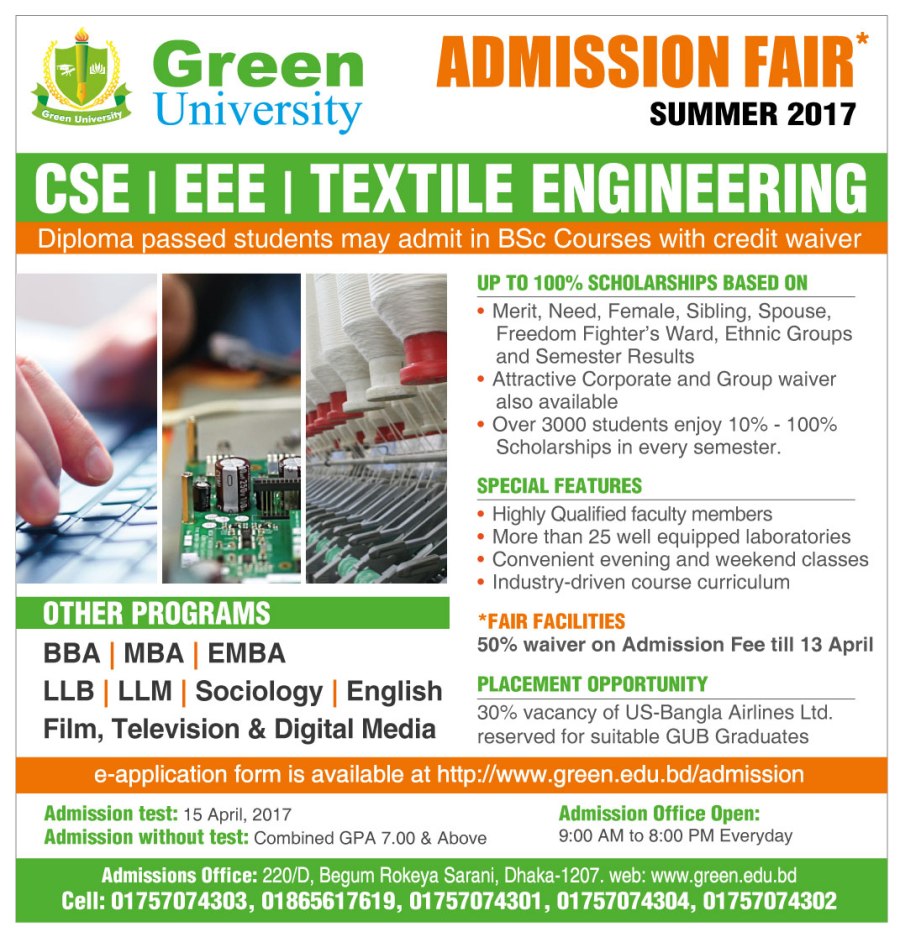 Green University
Green
University
ADMISSION FAIR*
SUMMER 2017
CSE | EEE | TEXTILE ENGINEERING
Diploma passed students may admit in BSc Courses with credit waiver
UP TO 100% SCHOLARSHIPS BASED ON
• Merit, Need, Female, Sibling, Spouse,
Freedom Fighter's Ward, Ethnic Groups
and Semester Results
• Attractive Corporate and Group waiver
also available
• Over 3000 students enjoy 10% - 100%
Scholarships in every semester.
SPECIAL FEATURES
• Highly Qualified faculty members
• More than 25 well equipped laboratories
• Convenient evening and weekend classes
• Industry-driven course curriculum
*FAIR FACILITIES
50% waiver on Admission Fee till 13 April
PLACEMENT OPPORTUNITY
30% vacancy of US-Bangla Airlines Ltd.
reserved for suitable GUB Graduates
OTHER PROGRAMS
BBA | MBA | EMBA
LLB | LLM | Sociology | English
Film, Television & Digital Media
e-application form is available at http://www.green.edu.bd/admission
Admission test: 15 April, 2017
Admission without test: Combined GPA 7.00 & Above
Admission Office Open:
9:00 AM to 8:00 PM Everyday
Admissions Office: 220/D, Begum Rokeya Sarani, Dhaka-1207. web: www.green.edu.bd
Cell: 01757074303, 01865617619, 01757074301, 01757074304, 01757074302